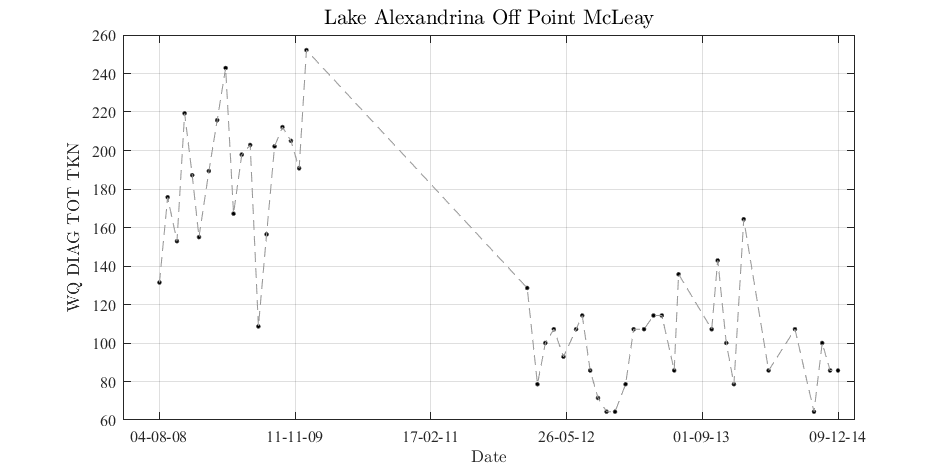 Lake Alexandrina Off Point McLeay
260
240
220
200
180
160
140
120
100
80
60
WQ DIAG TOT TKN
04-08-08 11-11-09 17-02-11 26-05-12 01-09-13 09-12-14
Date